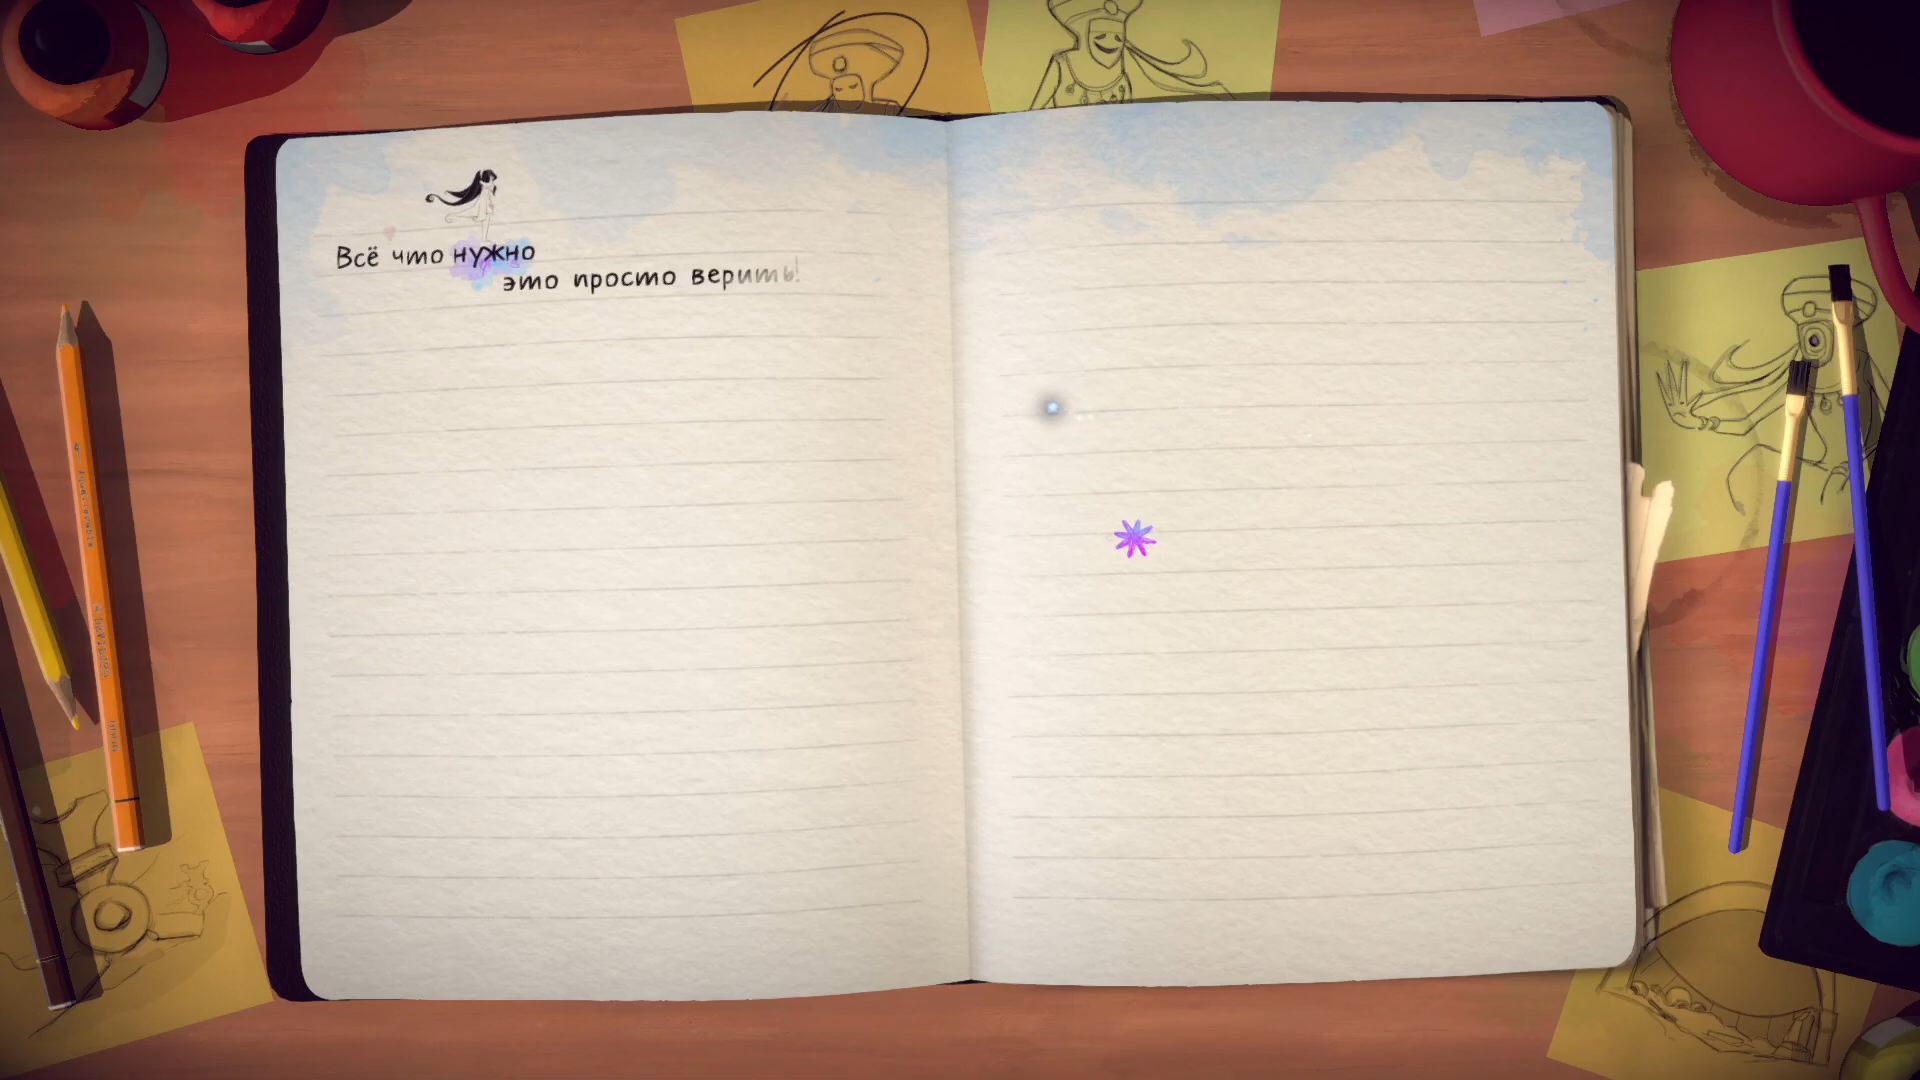 Всё что нужно
это просто верить!